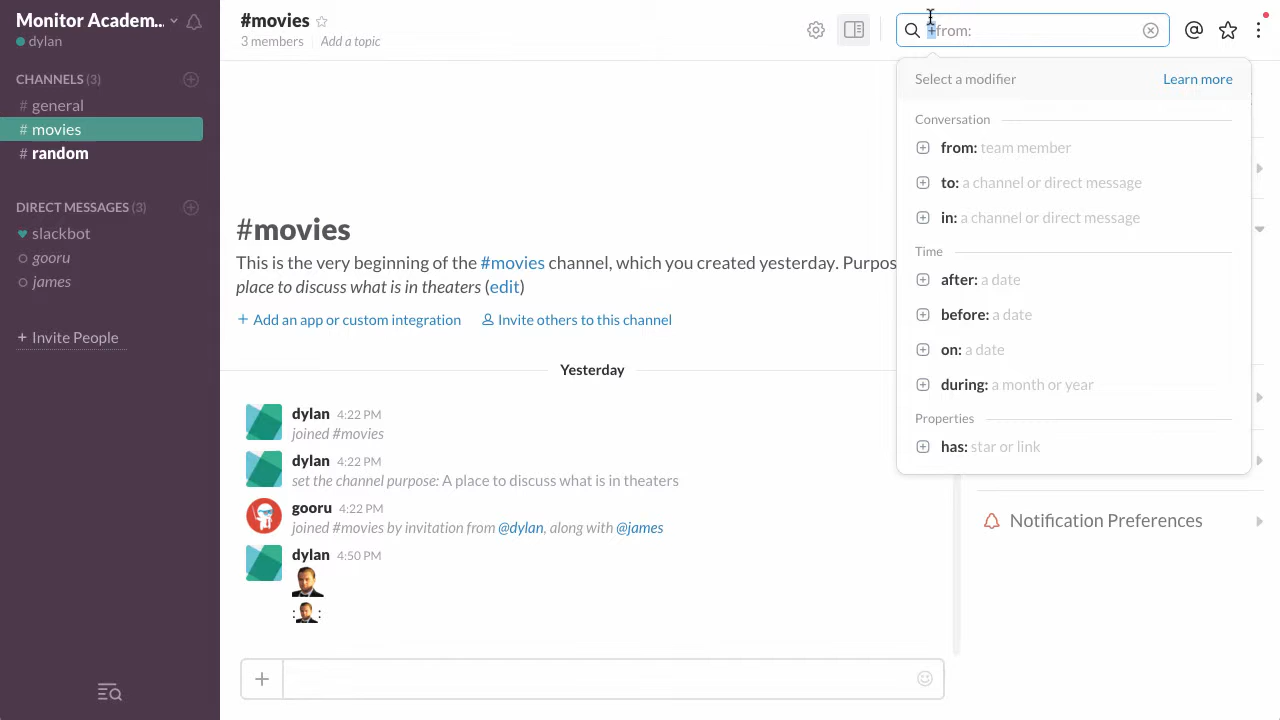 Monitor Academ...
dylan
CHANNELS (3)
# general
# movies
# random
DIRECT MESSAGES (3)
slackbot
gooru
james
+ Invite People
#movies
3 members
Add a topic
+from:
Select a modifier
Learn more
Conversation
from: team member
to: a channel or direct message
in: a channel or direct message
Time
after: a date
before: a date
on: a date
during: a month or year
Properties
has: star or link
#movies
This is the very beginning of the #movies channel, which you created yesterday. Purpos
place to discuss what is in theaters (edit)
+ Add an app or custom integration
Invite others to this channel
Yesterday
dylan 4:22 PM
joined #movies
dylan 4:22 PM
set the channel purpose: A place to discuss what is in theaters
gooru 4:22 PM
joined #movies by invitation from @dylan, along with @james
dylan 4:50 PM
: :
Notification Preferences